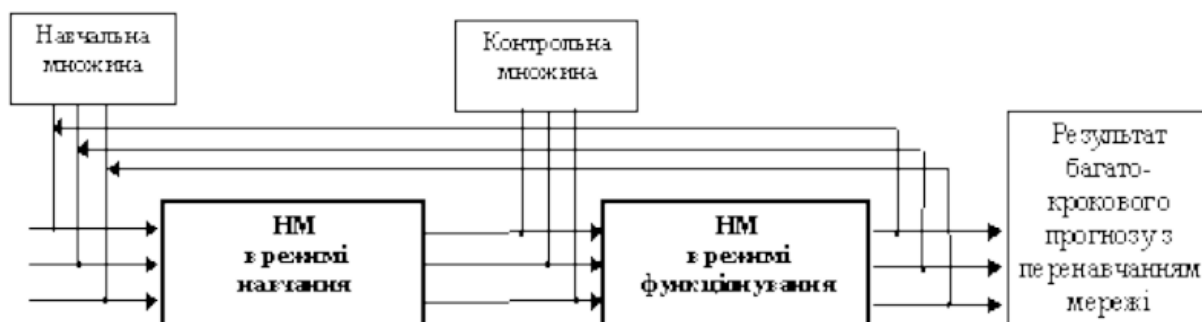 Навчальна
множина
Контрольна
множина
НМ
в режимі
навчання
НМ
в режимі
функціонування
Результат
багато-
крокового
прогнозу з
перенавчанням
мережі